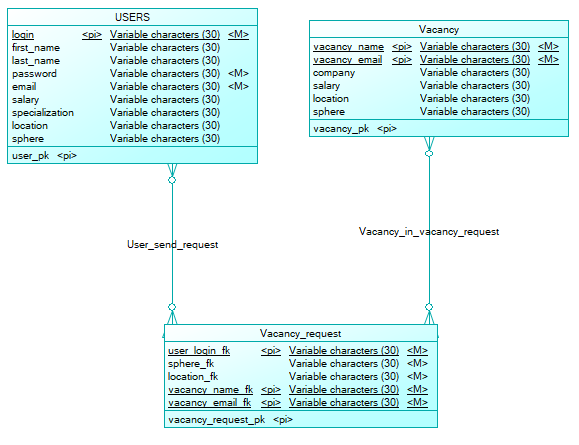 USERS
login <pi> Variable characters (30) <M>
first_name Variable characters (30)
last_name Variable characters (30)
password Variable characters (30) <M>
email Variable characters (30) <M>
salary Variable characters (30)
specialization Variable characters (30)
location Variable characters (30)
sphere Variable characters (30)
user_pk <pi>
Vacancy
vacancy_name <pi> Variable characters (30) <M>
vacancy_email <pi> Variable characters (30) <M>
company Variable characters (30)
salary Variable characters (30)
location Variable characters (30)
sphere Variable characters (30)
vacancy_pk <pi>
User_send_request
Vacancy_in_vacancy_request
Vacancy_request
user_login_fk <pi> Variable characters (30) <M>
sphere_fk Variable characters (30) <M>
location_fk Variable characters (30) <M>
vacancy_name_fk <pi> Variable characters (30) <M>
vacancy_email_fk <pi> Variable characters (30) <M>
vacancy_request_pk <pi>